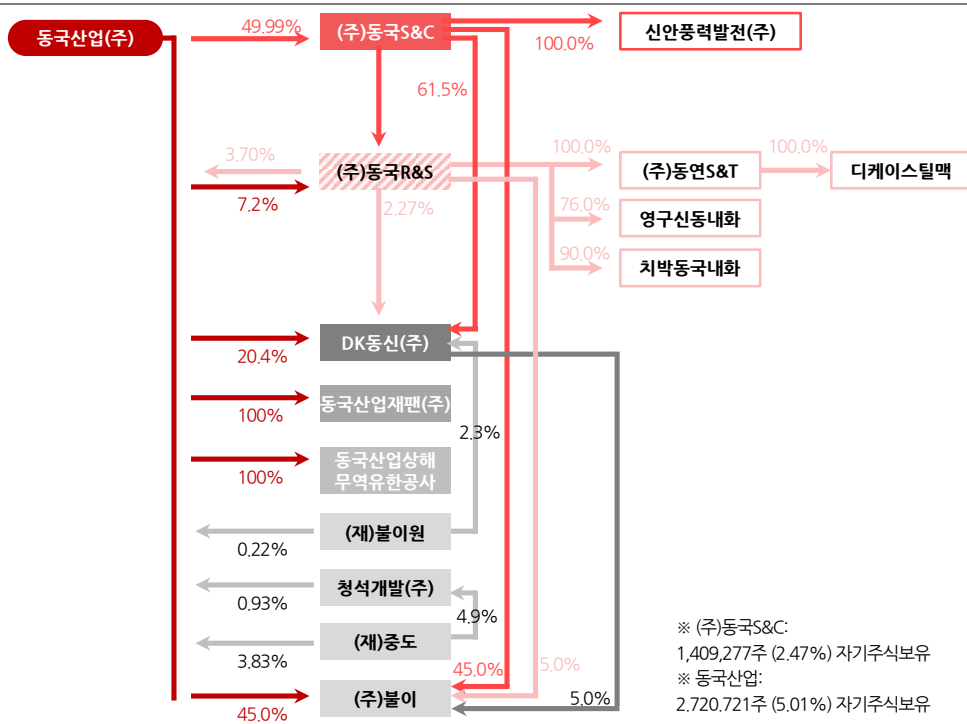 동국산업(주)
49.99%
(주)동국S&C
100.0%
신안풍력발전(주)
61.5%
3.70%
(주)동국R&S
7.2%
2.27%
100.0%
(주)동연S&T
100.0%
디케이스틸맥
76.0%
영구신동내화
90.0%
치박동국내화
DK동신(주)
20.4%
동국산업재팬(주)
100%
2.3%
동국산업상해
무역유한공사
100%
(재)불이원
0.22%
청석개발(주)
0.93%
4.9%
(재)중도
3.83%
45.0%
5.0%
(주)불이
45.0%
5.0%
※ (주)동국S&C:
1,409,277주 (2.47%) 자기주식보유
※ 동국산업:
2,720,721주 (5.01%) 자기주식보유